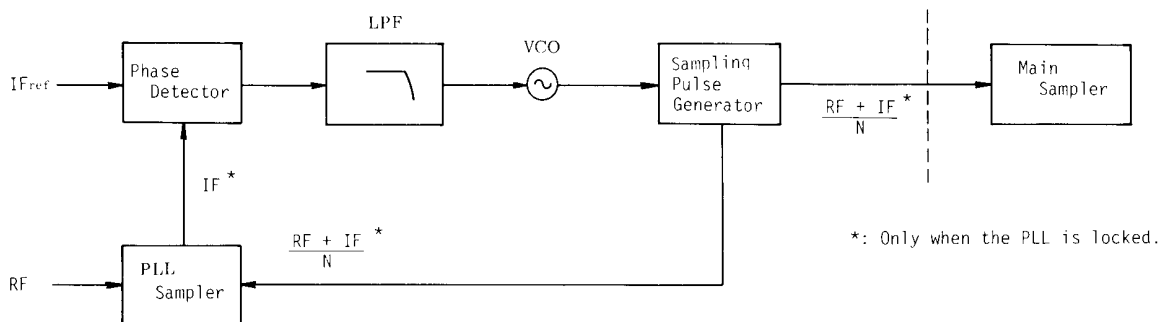 LPF
VCO
IFref
Phase
Detector
Sampling
Pulse
Generator
Main
Sampler
RF + IF *
N
IF *
RF + IF *
N
*: Only when the PLL is locked.
RF
PLL
Sampler